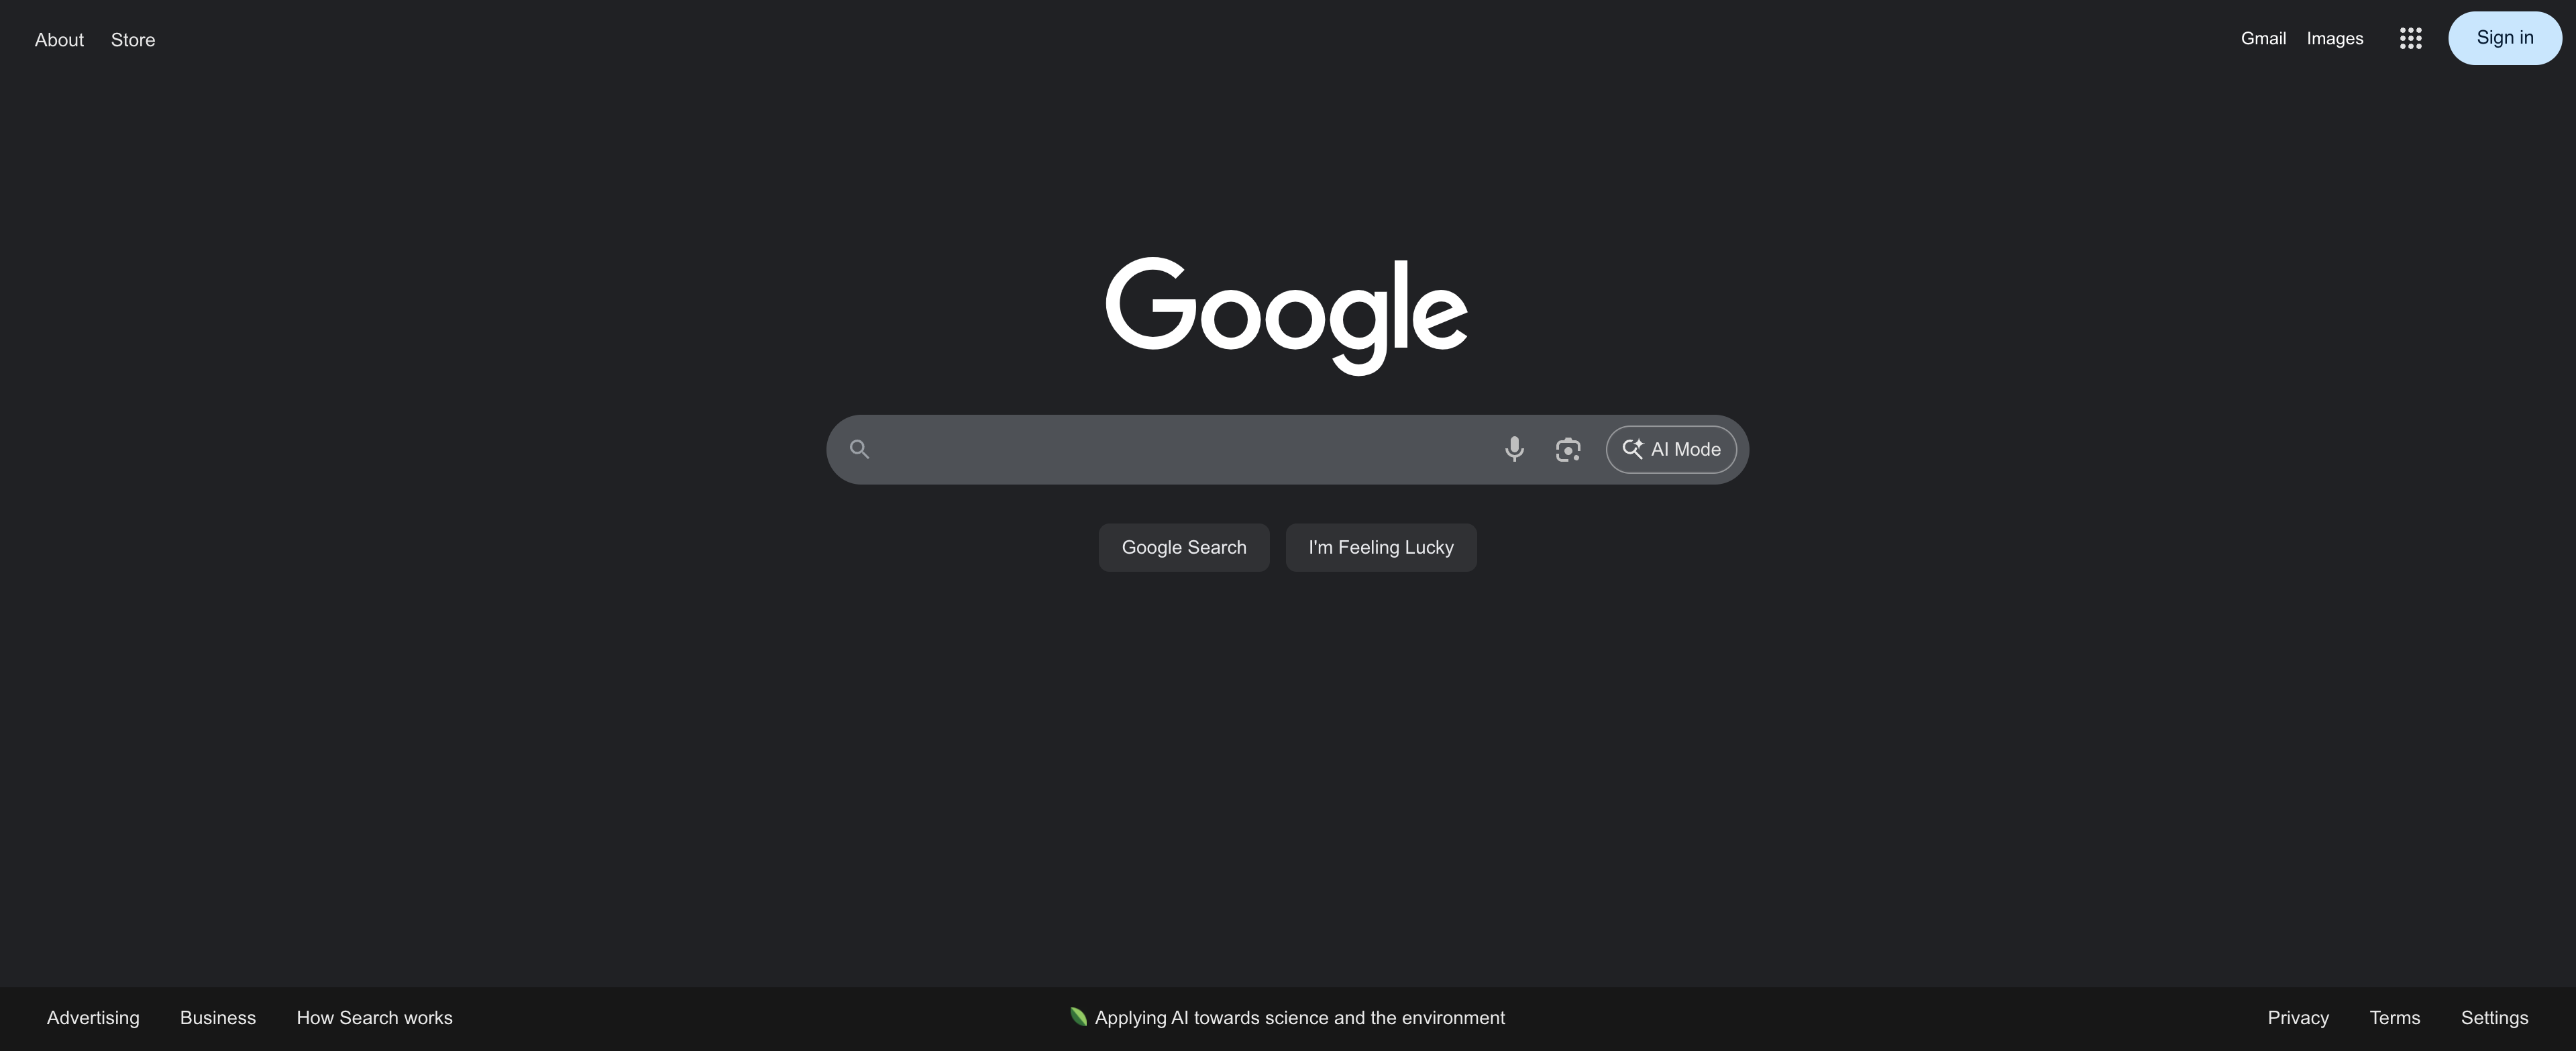 About Store Gmail Images Sign in
Google
AI Mode
Google Search I'm Feeling Lucky
Advertising Business How Search works Applying AI towards science and the environment Privacy Terms Settings